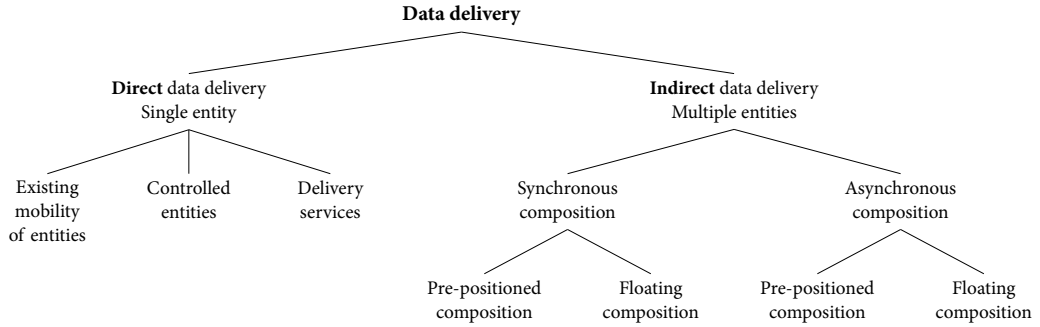 Data delivery
Direct data delivery
Single entity
Indirect data delivery
Multiple entities
Existing
mobility
of entities
Controlled
entities
Delivery
services
Synchronous
composition
Asynchronous
composition
Pre-positioned
composition
Floating
composition
Pre-positioned
composition
Floating
composition